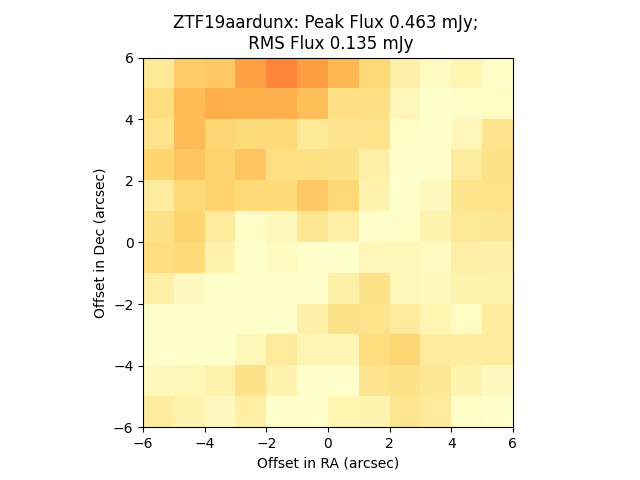 ZTF19aardunx: Peak Flux 0.463 mJy;
RMS Flux 0.135 mJy
6
4
2
0
−2
−4
−6
Offset in Dec (arcsec)
−6 −4 −2 0 2 4 6
Offset in RA (arcsec)